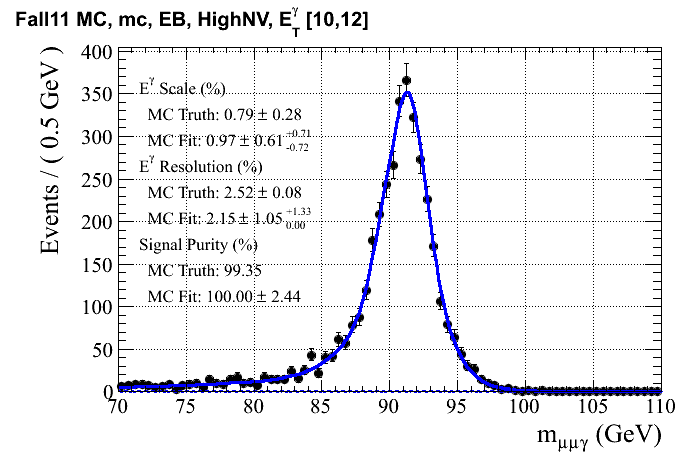 Fall11 MC, mc, EB, HighNV, E_T^γ [10,12]
Events / ( 0.5 GeV )
400
350
300
250
200
150
100
50
0
E^γ Scale (%)
MC Truth: 0.79 ± 0.28
MC Fit: 0.97 ± 0.61 +0.71 -0.72
E^γ Resolution (%)
MC Truth: 2.52 ± 0.08
MC Fit: 2.15 ± 1.05 +1.33 0.00
Signal Purity (%)
MC Truth: 99.35
MC Fit: 100.00 ± 2.44
70 75 80 85 90 95 100 105 110
m_μμγ (GeV)